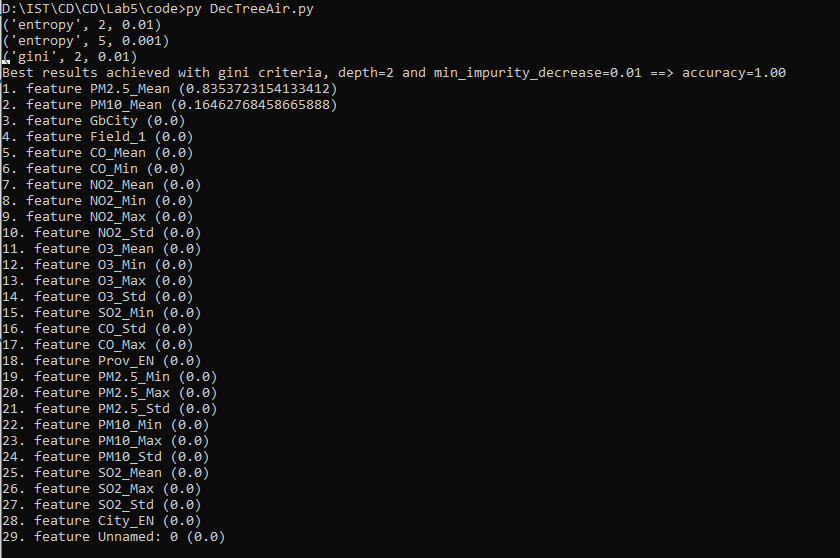 D:\IST\CD\CD\Lab5\code>py DecTreeAir.py
('entropy', 2, 0.01)
('entropy', 5, 0.001)
('gini', 2, 0.01)
Best results achieved with gini criteria, depth=2 and min_impurity_decrease=0.01 ==> accuracy=1.00
1. feature PM2.5_Mean (0.8353723154133412)
2. feature PM10_Mean (0.16462768458665888)
3. feature GbCity (0.0)
4. feature Field_1 (0.0)
5. feature CO_Mean (0.0)
6. feature CO_Min (0.0)
7. feature NO2_Mean (0.0)
8. feature NO2_Min (0.0)
9. feature NO2_Max (0.0)
10. feature NO2_Std (0.0)
11. feature O3_Mean (0.0)
12. feature O3_Min (0.0)
13. feature O3_Max (0.0)
14. feature O3_Std (0.0)
15. feature SO2_Min (0.0)
16. feature CO_Std (0.0)
17. feature CO_Max (0.0)
18. feature Prov_EN (0.0)
19. feature PM2.5_Min (0.0)
20. feature PM2.5_Max (0.0)
21. feature PM2.5_Std (0.0)
22. feature PM10_Min (0.0)
23. feature PM10_Max (0.0)
24. feature PM10_Std (0.0)
25. feature SO2_Mean (0.0)
26. feature SO2_Max (0.0)
27. feature SO2_Std (0.0)
28. feature City_EN (0.0)
29. feature Unnamed: 0 (0.0)